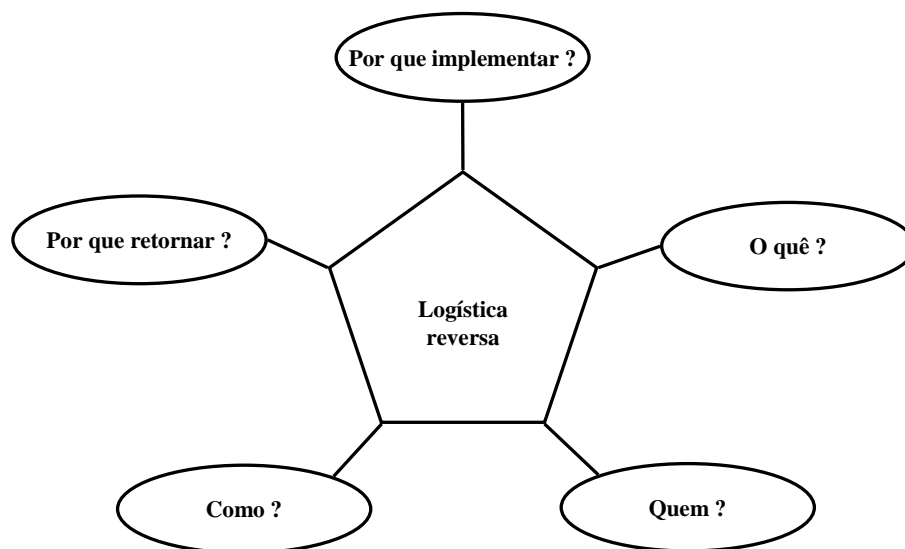 Por que implementar ?
Por que retornar ?
O quê ?
Logística
reversa
Como ?
Quem ?